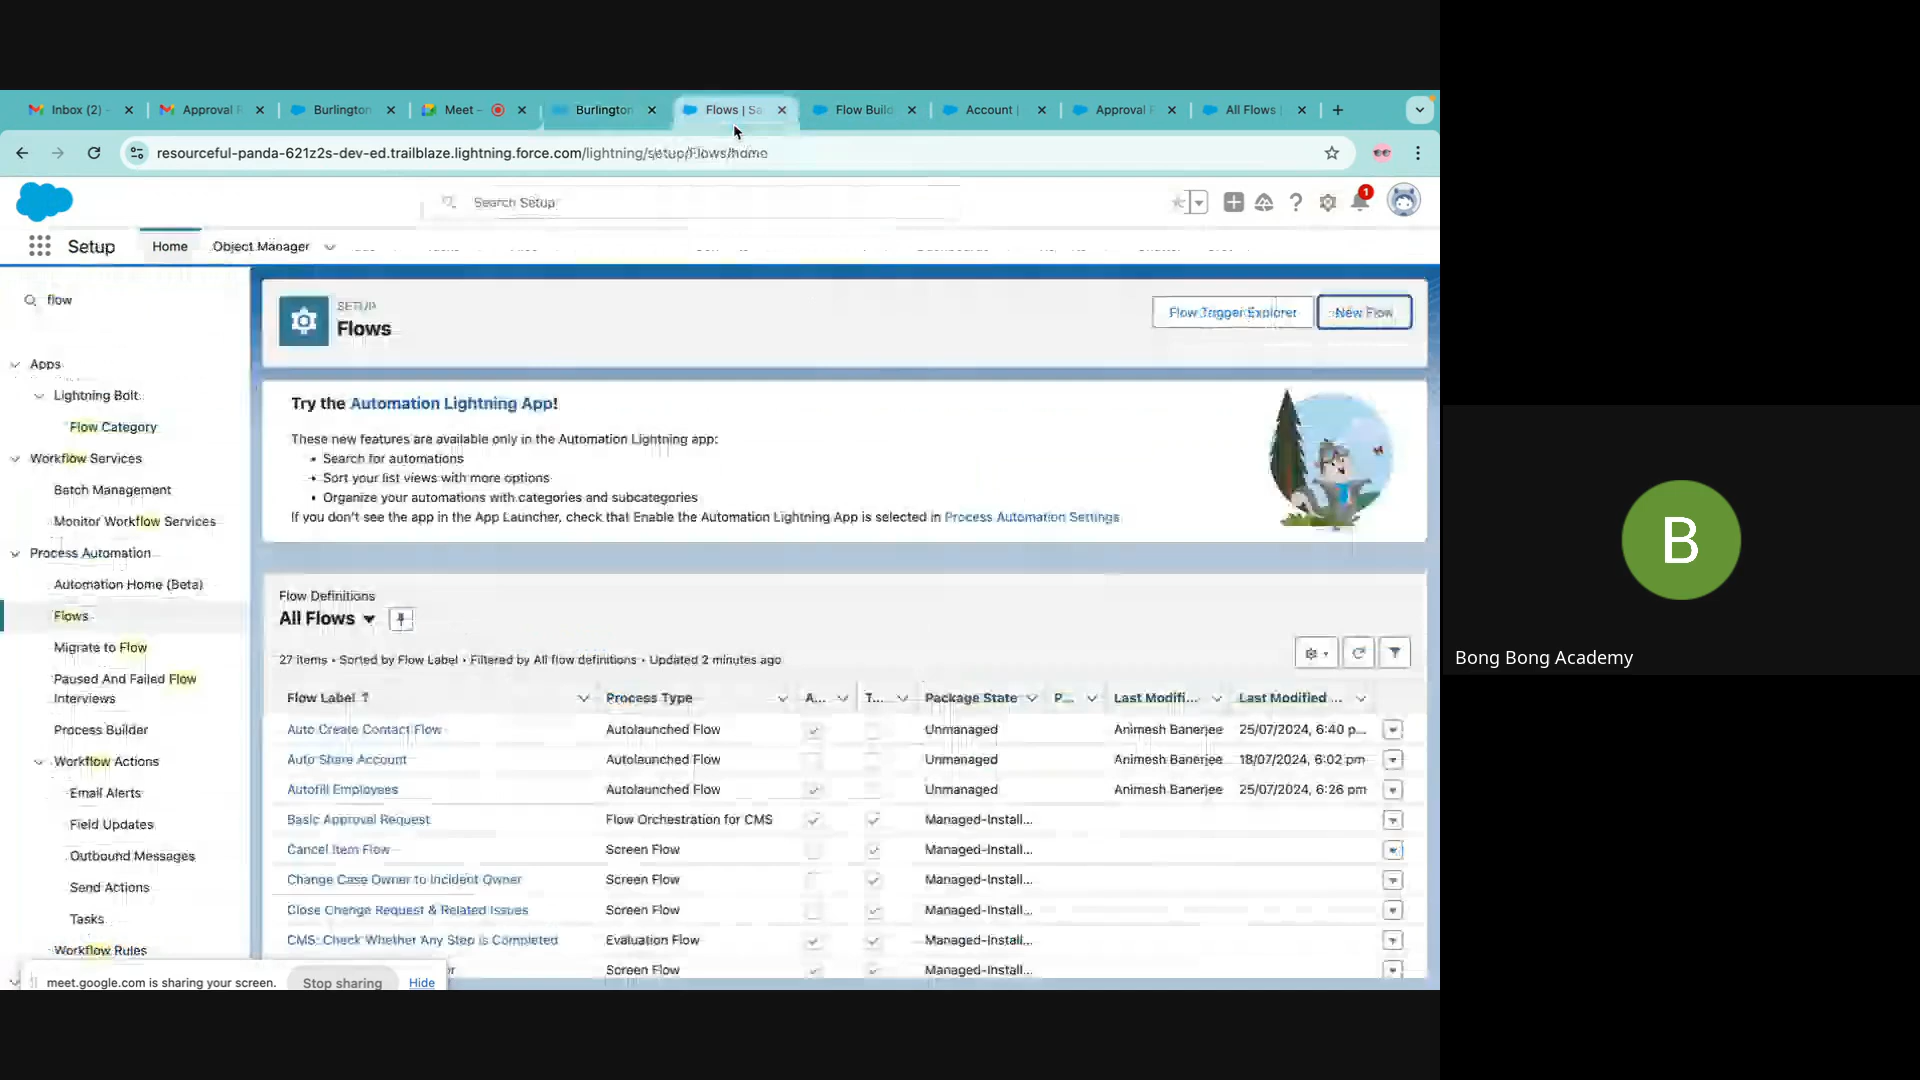 Inbox (2) -
Approval F
Burlington
Meet -
Burlington
Flows | Sa
Flow Build
Account |
Approval F
All Flows |
resourceful-panda-621z2s-dev-ed.trailblaze.lightning.force.com/lightning/setup/Flows/home
Search Setup
1
Setup
Home
Object Manager
flow
Apps
Lightning Bolt
Flow Category
Workflow Services
Batch Management
Monitor Workflow Services
Process Automation
Automation Home (Beta)
Flows
Migrate to Flow
Paused And Failed Flow
Interviews
Process Builder
Workflow Actions
Email Alerts
Field Updates
Outbound Messages
Send Actions
Tasks
Workflow Rules
SETUP
Flows
Flow Trigger Explorer
New Flow
Try the Automation Lightning App!
These new features are available only in the Automation Lightning app:
• Search for automations
• Sort your list views with more options
• Organize your automations with categories and subcategories
If you don't see the app in the App Launcher, check that Enable the Automation Lightning App is selected in Process Automation Settings
Flow Definitions
All Flows
27 items • Sorted by Flow Label • Filtered by All flow definitions • Updated 2 minutes ago
Flow Label ↑ Process Type A... T... Package State P... Last Modifi... Last Modified ...
Auto Create Contact Flow Autolaunched Flow Unmanaged Animesh Banerjee 25/07/2024, 6:40 p...
Auto Share Account Autolaunched Flow Unmanaged Animesh Banerjee 18/07/2024, 6:02 pm
Autofill Employees Autolaunched Flow Unmanaged Animesh Banerjee 25/07/2024, 6:26 pm
Basic Approval Request Flow Orchestration for CMS Managed-Install...
Cancel Item Flow Screen Flow Managed-Install...
Change Case Owner to Incident Owner Screen Flow Managed-Install...
Close Change Request & Related Issues Screen Flow Managed-Install...
CMS: Check Whether Any Step is Completed Evaluation Flow Managed-Install...
Screen Flow Managed-Install...
meet.google.com is sharing your screen.
Stop sharing
Hide
B
Bong Bong Academy